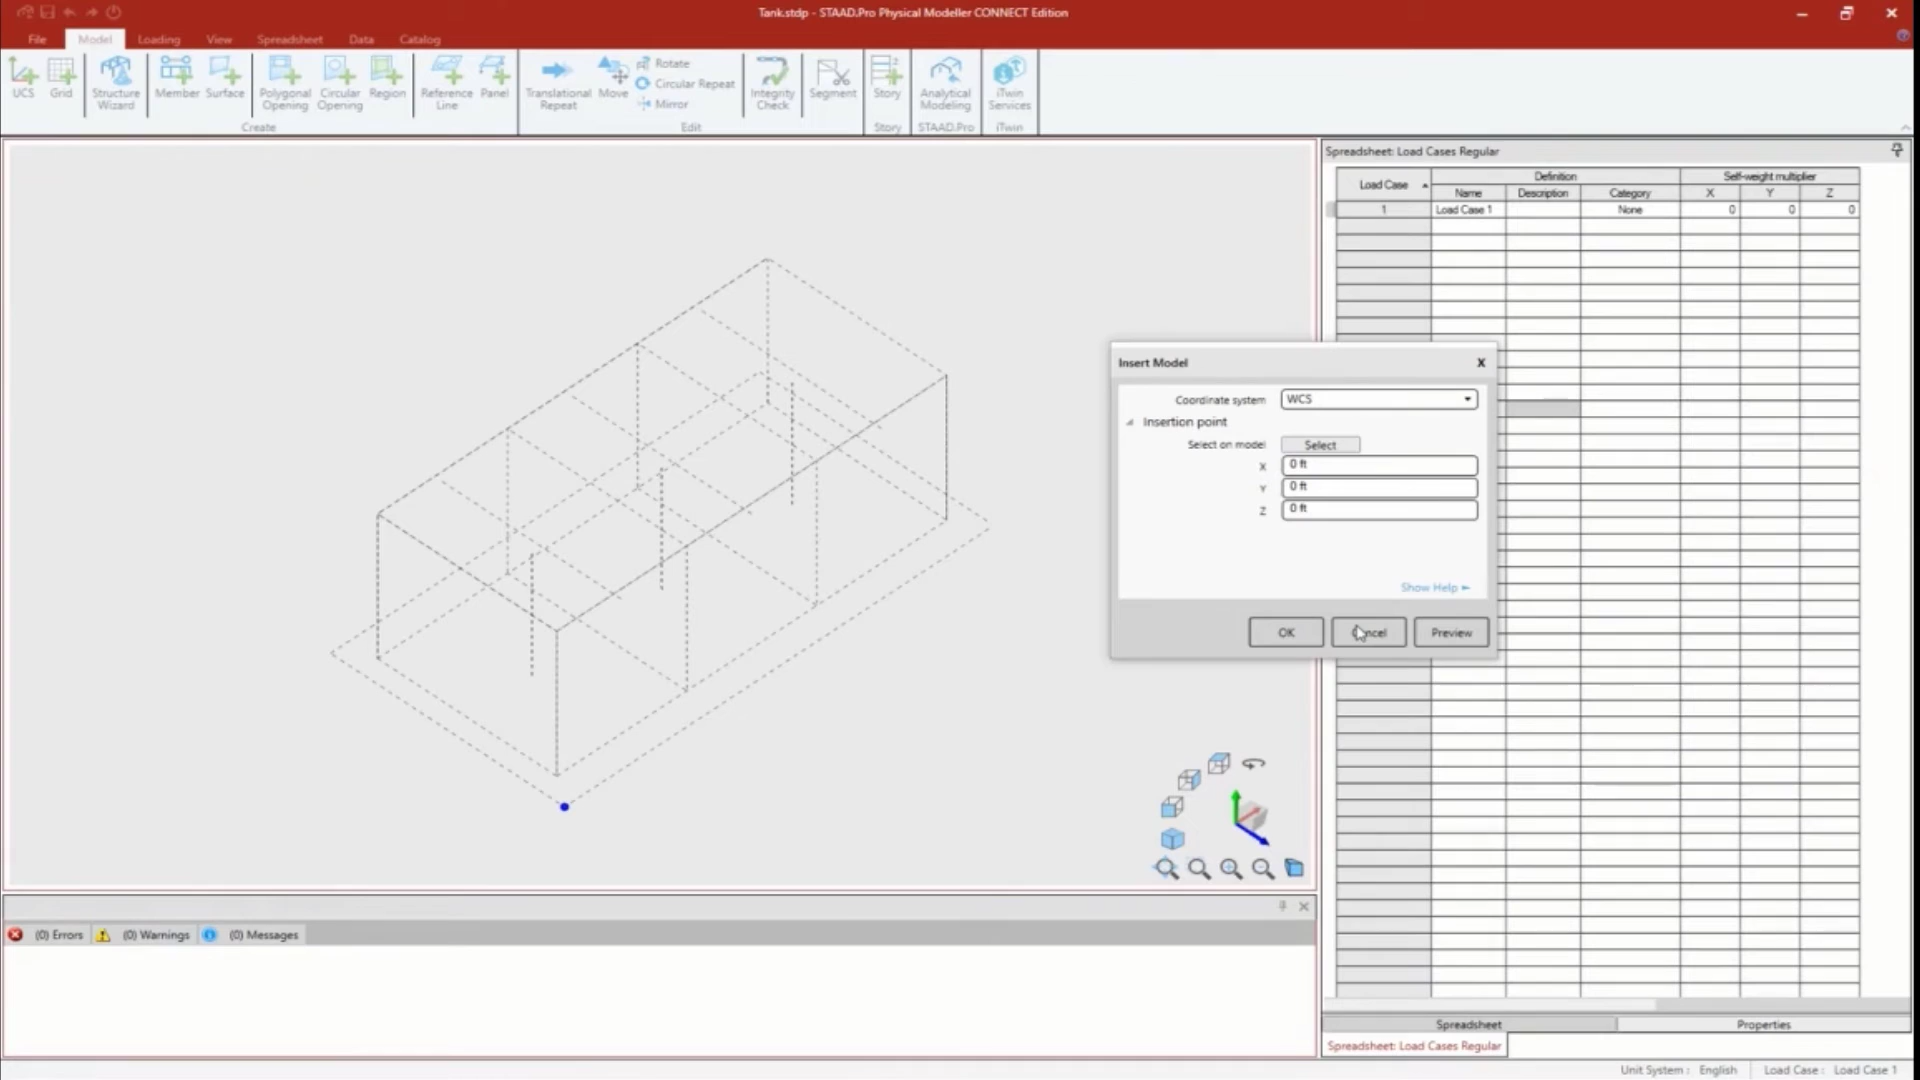 Tank.stdp - STAAD.Pro Physical Modeller CONNECT Edition
File Model Loading View Spreadsheet Data Catalog
UCS Grid Structure Wizard Member Surface Polygonal Opening Circular Opening Region Reference Line Panel Translational Repeat Move Rotate Circular Repeat Mirror Integrity Check Segment Story Analytical Modeling iTwin Services
Create Edit Story STAAD.Pro iTwin
Spreadsheet: Load Cases Regular
Load Case Definition Self-weight multiplier
Name Description Category X Y Z
1 Load Case 1 None 0 0 0
Insert Model X
Coordinate system WCS
Insertion point
Select on model Select
X 0 ft
Y 0 ft
Z 0 ft
Show Help
OK Cancel Preview
(0) Errors (0) Warnings (0) Messages
Spreadsheet Properties
Spreadsheet: Load Cases Regular
Unit System : English Load Case : Load Case 1